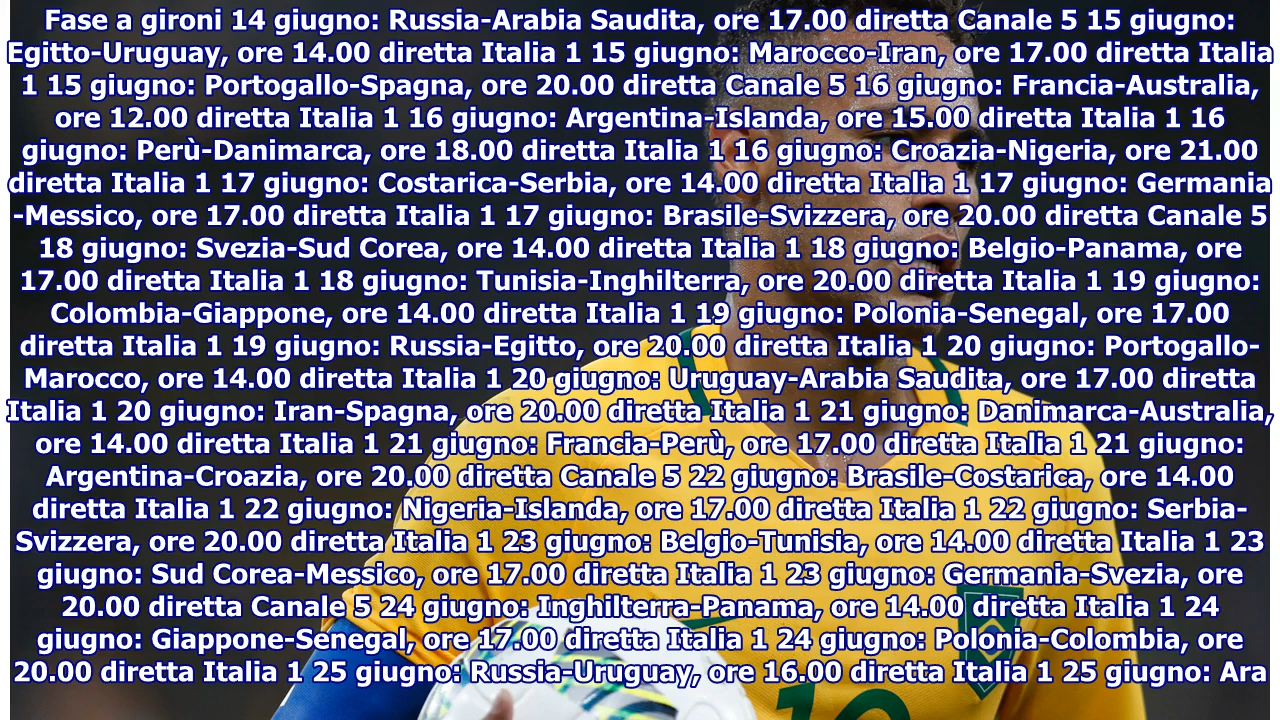 Fase a gironi 14 giugno: Russia-Arabia Saudita, ore 17.00 diretta Canale 5 15 giugno:
Egitto-Uruguay, ore 14.00 diretta Italia 1 15 giugno: Marocco-Iran, ore 17.00 diretta Italia
1 15 giugno: Portogallo-Spagna, ore 20.00 diretta Canale 5 16 giugno: Francia-Australia,
ore 12.00 diretta Italia 1 16 giugno: Argentina-Islanda, ore 15.00 diretta Italia 1 16
giugno: Perù-Danimarca, ore 18.00 diretta Italia 1 16 giugno: Croazia-Nigeria, ore 21.00
diretta Italia 1 17 giugno: Costarica-Serbia, ore 14.00 diretta Italia 1 17 giugno: Germania
-Messico, ore 17.00 diretta Italia 1 17 giugno: Brasile-Svizzera, ore 20.00 diretta Canale 5
18 giugno: Svezia-Sud Corea, ore 14.00 diretta Italia 1 18 giugno: Belgio-Panama, ore
17.00 diretta Italia 1 18 giugno: Tunisia-Inghilterra, ore 20.00 diretta Italia 1 19 giugno:
Colombia-Giappone, ore 14.00 diretta Italia 1 19 giugno: Polonia-Senegal, ore 17.00
diretta Italia 1 19 giugno: Russia-Egitto, ore 20.00 diretta Italia 1 20 giugno: Portogallo-
Marocco, ore 14.00 diretta Italia 1 20 giugno: Uruguay-Arabia Saudita, ore 17.00 diretta
Italia 1 20 giugno: Iran-Spagna, ore 20.00 diretta Italia 1 21 giugno: Danimarca-Australia,
ore 14.00 diretta Italia 1 21 giugno: Francia-Perù, ore 17.00 diretta Italia 1 21 giugno:
Argentina-Croazia, ore 20.00 diretta Canale 5 22 giugno: Brasile-Costarica, ore 14.00
diretta Italia 1 22 giugno: Nigeria-Islanda, ore 17.00 diretta Italia 1 22 giugno: Serbia-
Svizzera, ore 20.00 diretta Italia 1 23 giugno: Belgio-Tunisia, ore 14.00 diretta Italia 1 23
giugno: Sud Corea-Messico, ore 17.00 diretta Italia 1 23 giugno: Germania-Svezia, ore
20.00 diretta Canale 5 24 giugno: Inghilterra-Panama, ore 14.00 diretta Italia 1 24
giugno: Giappone-Senegal, ore 17.00 diretta Italia 1 24 giugno: Polonia-Colombia, ore
20.00 diretta Italia 1 25 giugno: Russia-Uruguay, ore 16.00 diretta Italia 1 25 giugno: Ara
10